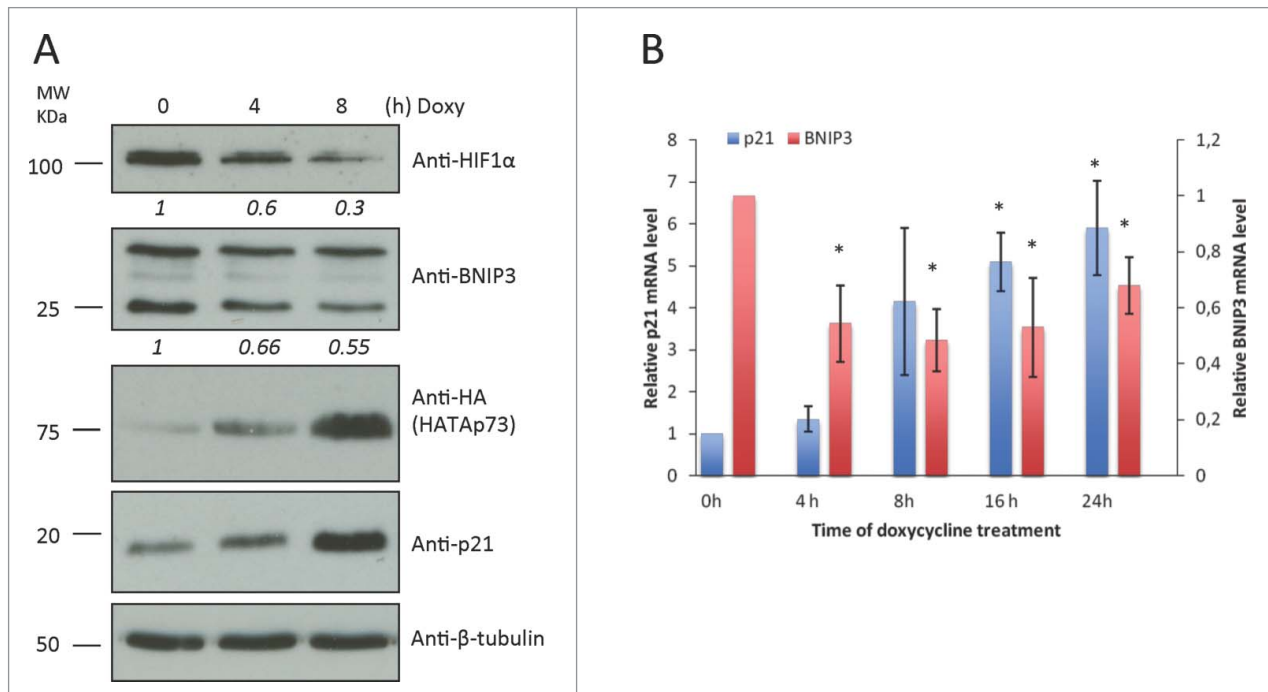 A
MW
KDa
0 4 8 (h) Doxy
100
Anti-HIF1α
1 0.6 0.3
Anti-BNIP3
25
1 0.66 0.55
Anti-HA
(HATAp73)
75
20
Anti-p21
Anti-β-tubulin
50
B
p21 BNIP3
8 1,2
7
6 1
5 0,8
4 0,6
3
2 0,4
1 0,2
0 0
* * * * * *
Relative p21 mRNA level
Relative BNIP3 mRNA level
0h 4 h 8h 16 h 24h
Time of doxycycline treatment